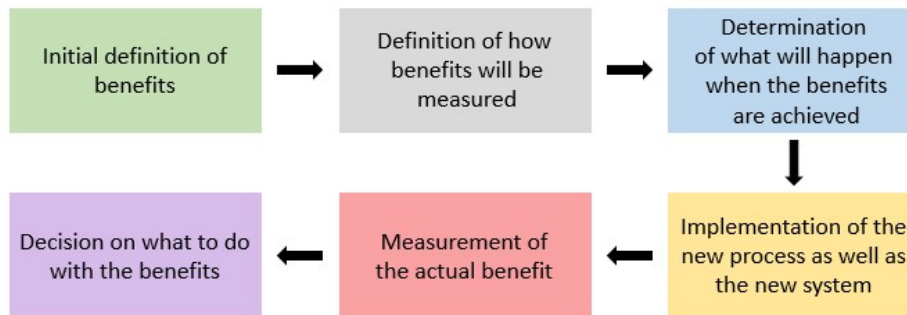 Initial definition of
benefits
Definition of how
benefits will be
measured
Determination
of what will happen
when the benefits
are achieved
Implementation of the
new process as well as
the new system
Measurement of
the actual benefit
Decision on what to do
with the benefits